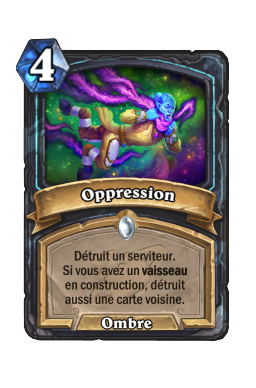 4
Oppression
Détruit un serviteur.
Si vous avez un vaisseau
en construction, détruit
aussi une carte voisine.
Ombre